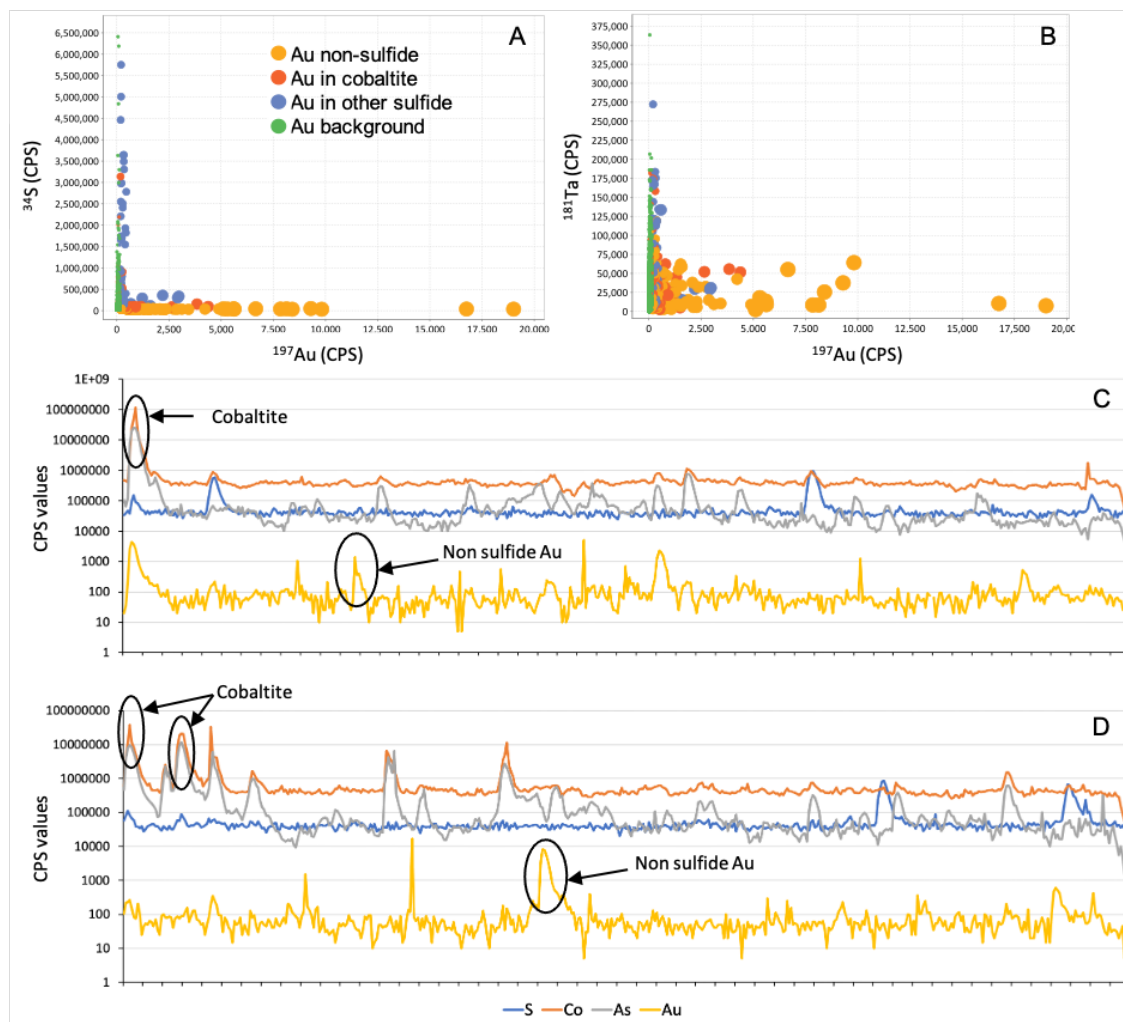 A
6,500,000
6,000,000
5,500,000
5,000,000
4,500,000
4,000,000
3,500,000
3,000,000
2,500,000
2,000,000
1,500,000
1,000,000
500,000
0
34S (CPS)
Au non-sulfide
Au in cobaltite
Au in other sulfide
Au background
0 2,500 5,000 7,500 10,000 12,500 15,000 17,500 20,000
197Au (CPS)
B
375,000
350,000
325,000
300,000
275,000
250,000
225,000
200,000
175,000
150,000
125,000
100,000
75,000
50,000
25,000
0
181Ta (CPS)
0 2,500 5,000 7,500 10,000 12,500 15,000 17,500 20,00
197Au (CPS)
C
1E+09
100000000
10000000
1000000
100000
10000
1000
100
10
1
CPS values
Cobaltite
Non sulfide Au
D
100000000
10000000
1000000
100000
10000
1000
100
10
1
CPS values
Cobaltite
Non sulfide Au
S Co As Au